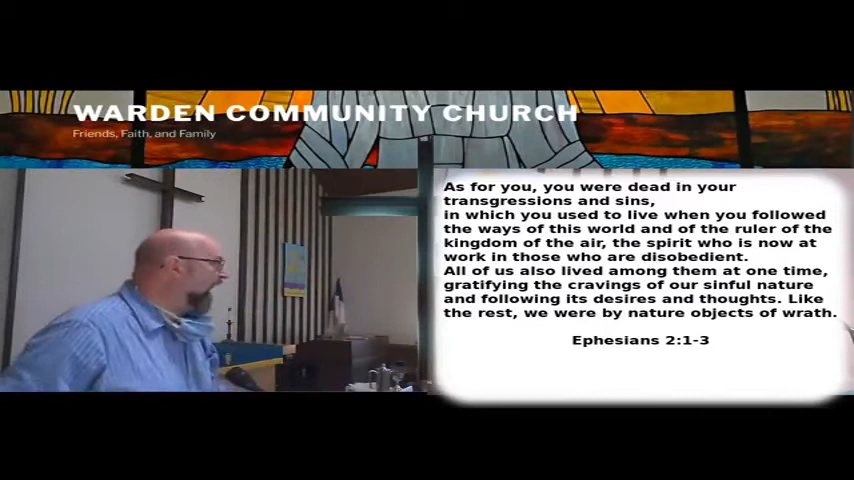 WARDEN COMMUNITY CHURCH
Friends, Faith, and Family
As for you, you were dead in your
transgressions and sins,
in which you used to live when you followed
the ways of this world and of the ruler of the
kingdom of the air, the spirit who is now at
work in those who are disobedient.
All of us also lived among them at one time,
gratifying the cravings of our sinful nature
and following its desires and thoughts. Like
the rest, we were by nature objects of wrath.
Ephesians 2:1-3